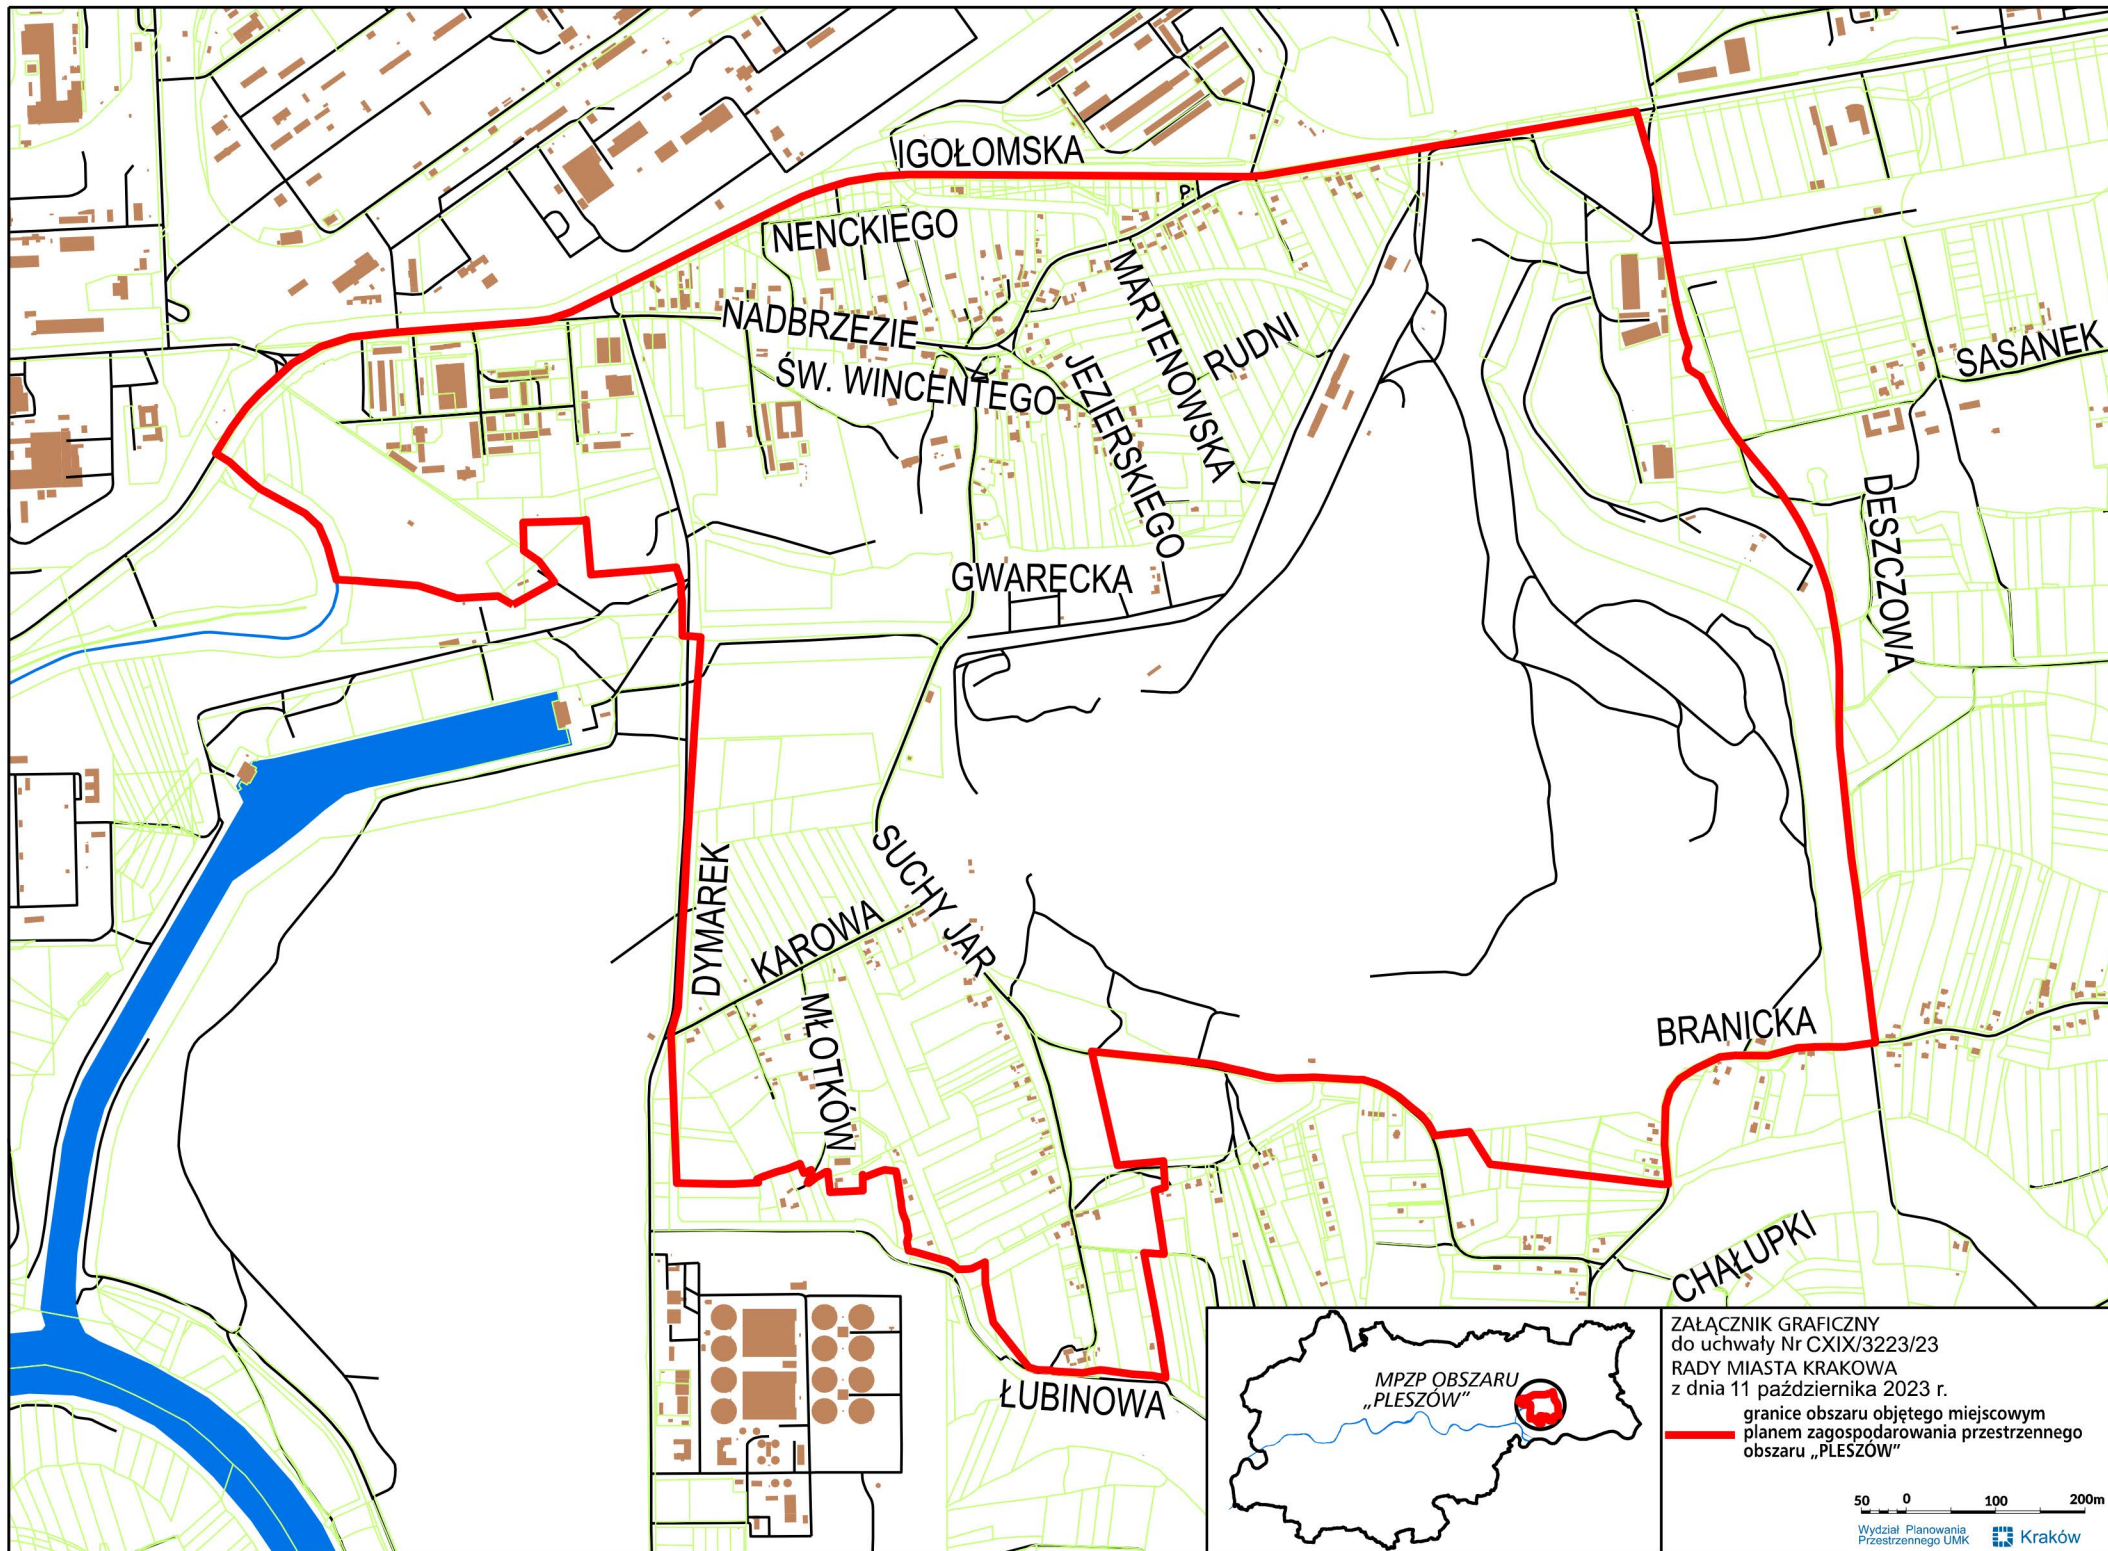 IGOŁOMSKA
NENCKIEGO
NADBRZEZIE
ŚW. WINCENTEGO
MARTENOWSKA
RUDNI
JEZIERSKIEGO
SASANEK
DESZCZOWA
GWARECKA
SUCHY JAR
DYMAREK
KAROWA
MŁOTKÓW
BRANICKA
CHAŁUPKI
ŁUBINOWA
MPZP OBSZARU
„PLESZÓW”
ZAŁĄCZNIK GRAFICZNY
do uchwały Nr CXIX/3223/23
RADY MIASTA KRAKOWA
z dnia 11 października 2023 r.
granice obszaru objętego miejscowym
planem zagospodarowania przestrzennego
obszaru „PLESZÓW”
50 0 100 200m
Wydział Planowania
Przestrzennego UMK
Kraków